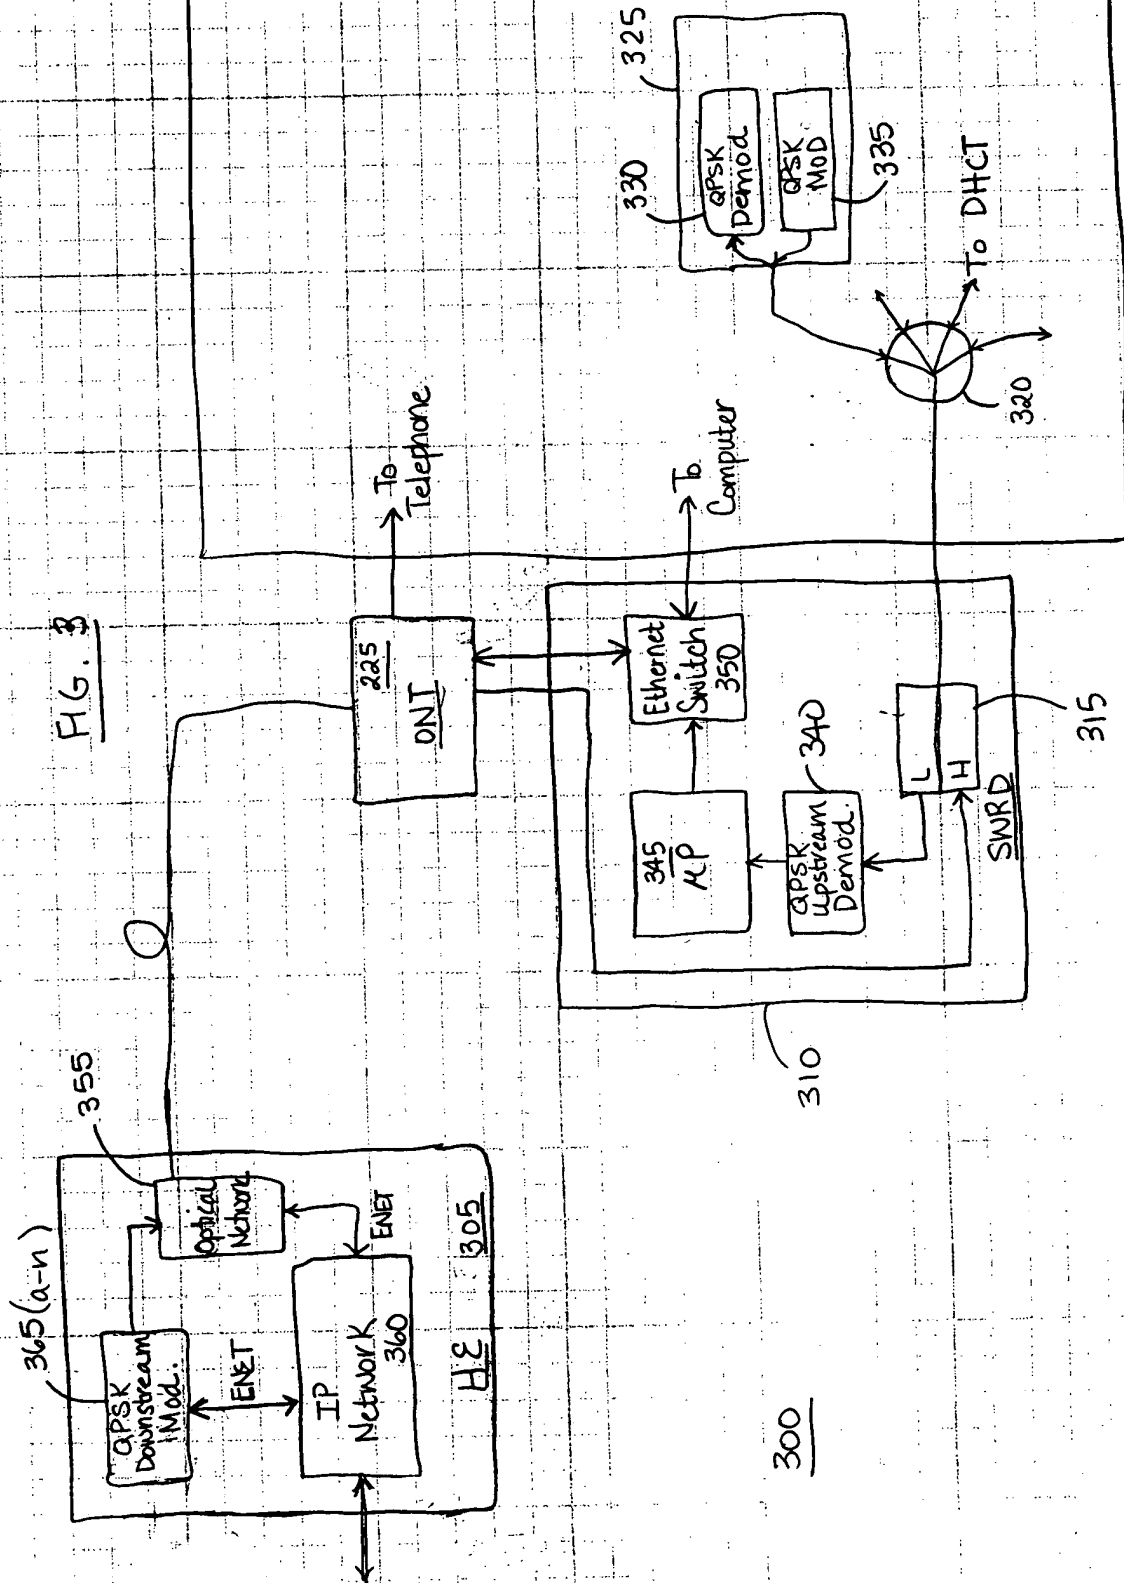 FIG. 3
365(a-n)
QPSK
Downstream
Mod.
ENET
IP
Network
360
355
Optical
Network
ENET
HE 305
225
ONT
To
Telephone
Ethernet
Switch
350
To
Computer
345
μP
340
QPSK
Upstream
Demod.
L
H
315
SWRD
310
325
330
QPSK
Demod
QPSK
MOD
335
To DHCT
320
300